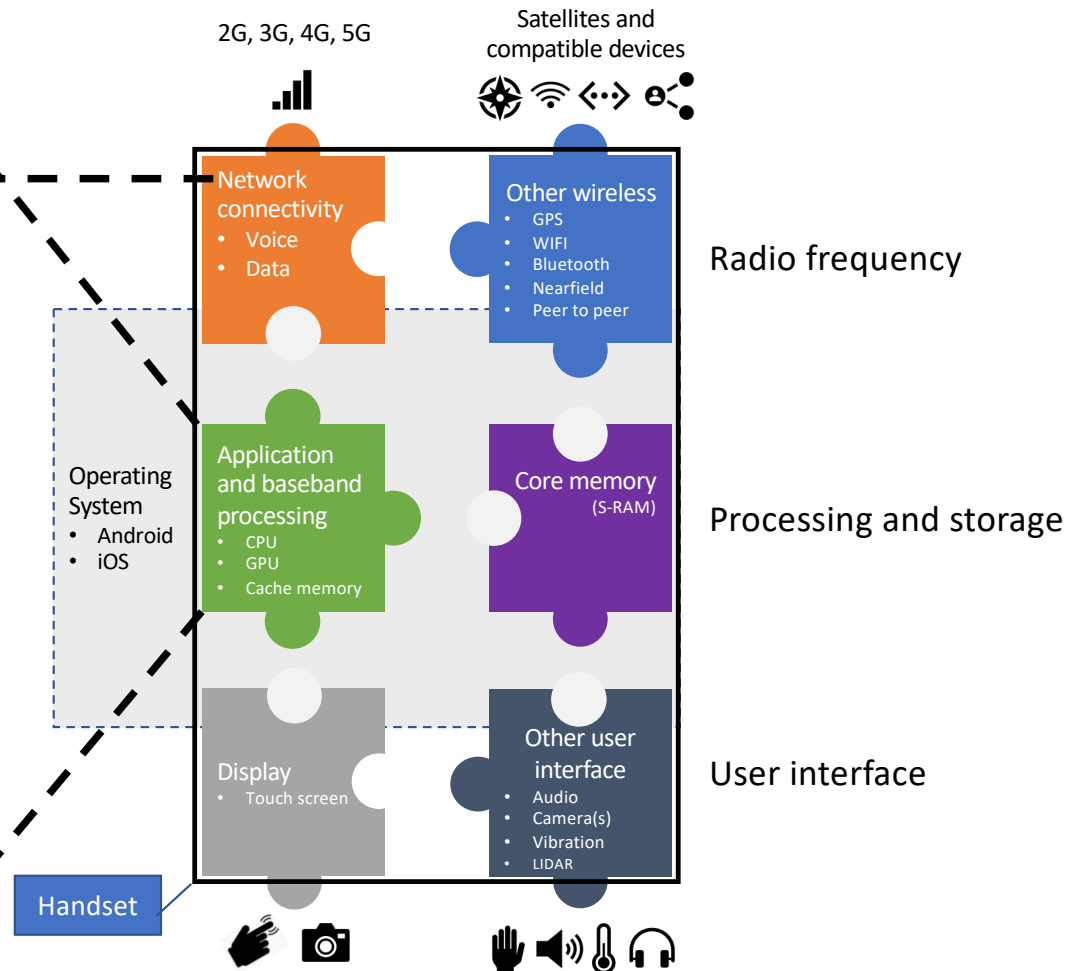 2G, 3G, 4G, 5G
Satellites and
compatible devices
Network
connectivity
• Voice
• Data
Other wireless
• GPS
• WIFI
• Bluetooth
• Nearfield
• Peer to peer
Radio frequency
Operating
System
• Android
• iOS
Application
and baseband
processing
• CPU
• GPU
• Cache memory
Core memory
(S-RAM)
Processing and storage
Display
• Touch screen
Other user
interface
• Audio
• Camera(s)
• Vibration
• LIDAR
User interface
Handset